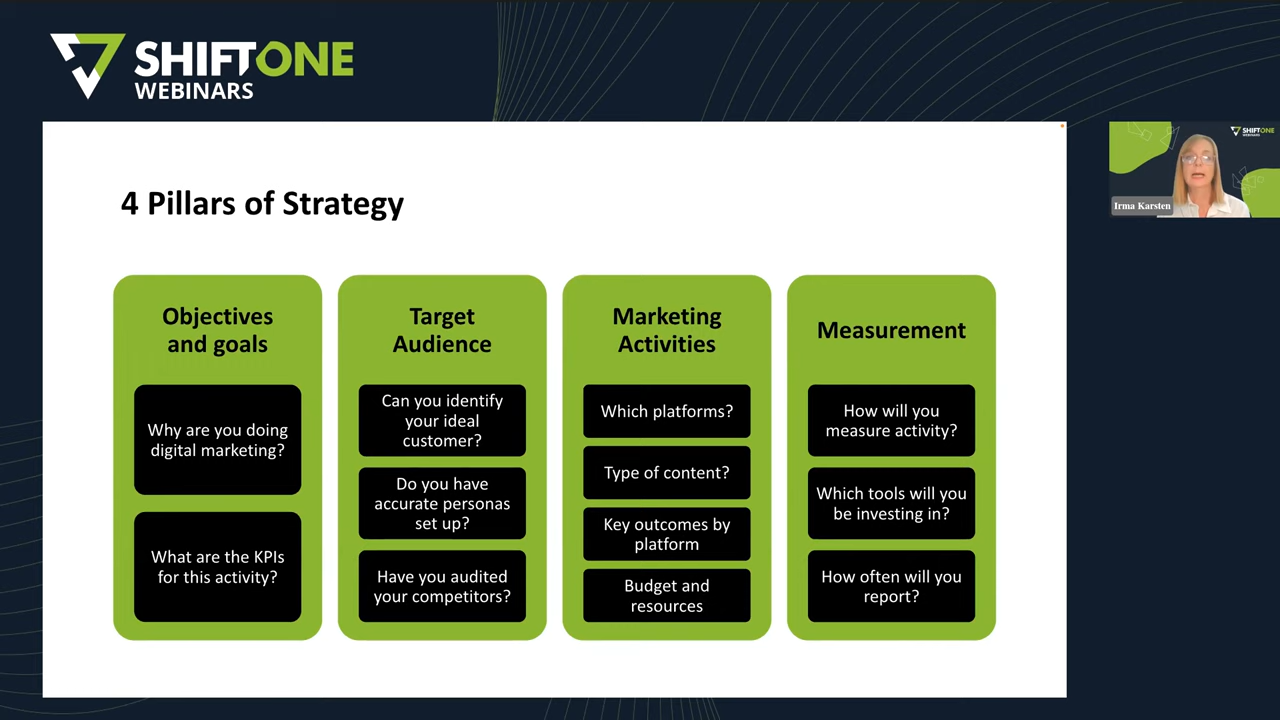 SHIFTONE
WEBINARS
4 Pillars of Strategy
Objectives
and goals
Why are you doing
digital marketing?
What are the KPIs
for this activity?
Target
Audience
Can you identify
your ideal
customer?
Do you have
accurate personas
set up?
Have you audited
your competitors?
Marketing
Activities
Which platforms?
Type of content?
Key outcomes by
platform
Budget and
resources
Measurement
How will you
measure activity?
Which tools will you
be investing in?
How often will you
report?
SHIFTONE
WEBINARS
Irma Karsten